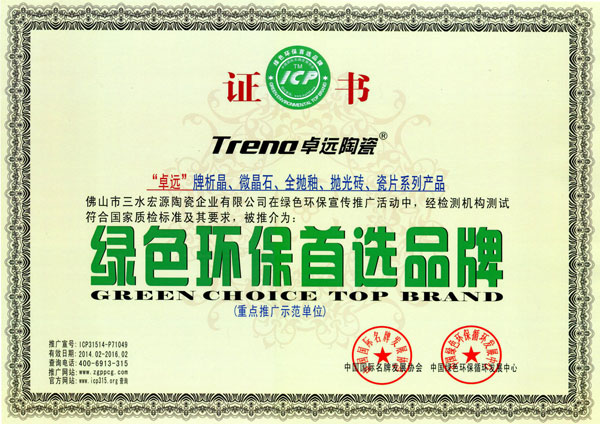 绿色环保首选品牌
TM
ICP
GREEN ENVIRONMENTAL TOP BRAND
证 书
Trend 卓远陶瓷®
“卓远”牌析晶、微晶石、全抛釉、抛光砖、瓷片系列产品
佛山市三水宏源陶瓷企业有限公司在绿色环保宣传推广活动中，经检测机构测试
符合国家质检标准及其要求，被推介为：
绿色环保首选品牌
GREEN CHOICE TOP BRAND
(重点推广示范单位)
推广宣号: ICP31514-P71049
有效日期: 2014.02-2016.02
查询电话: 400-6913-315
推广网站: www.zgppcg.com
官方网站: www.icp315.org 查询
中国国际名牌发展协会
中国绿色环保循环发展中心